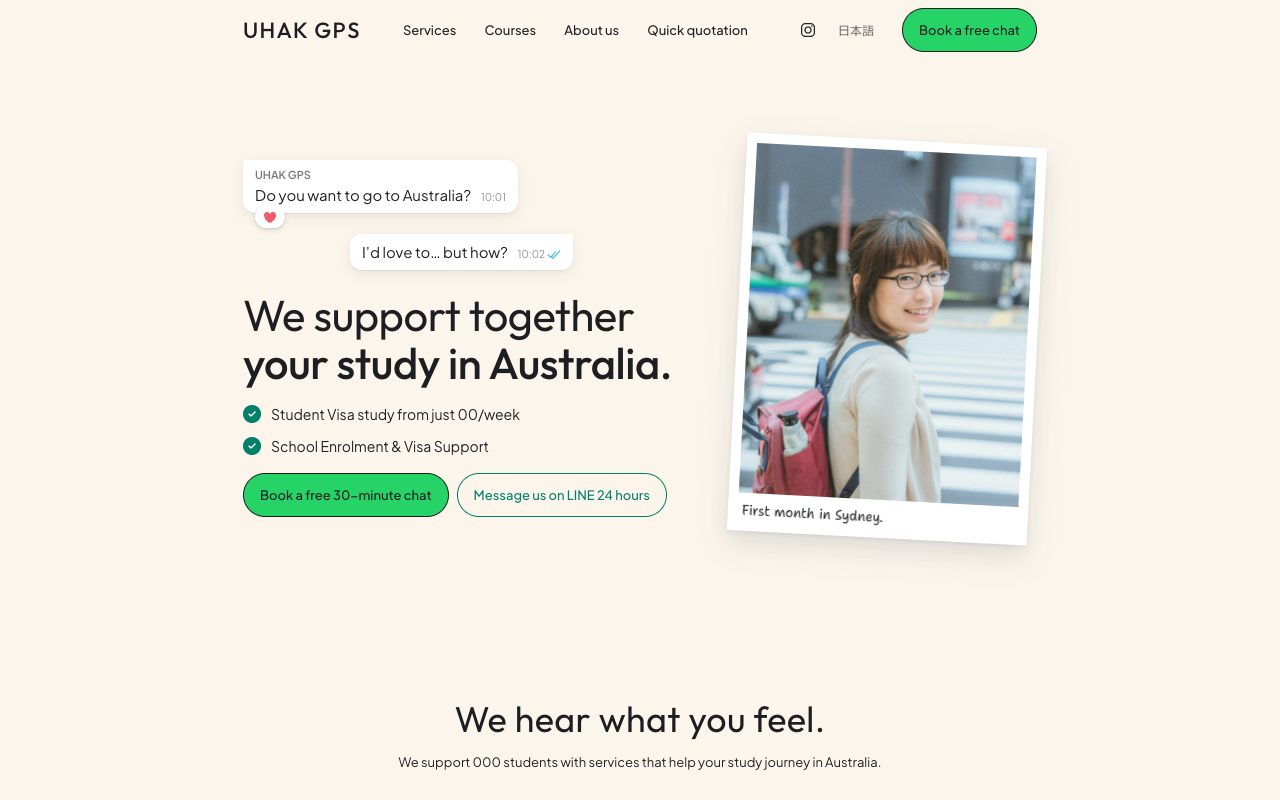 UHAK GPS
Services
Courses
About us
Quick quotation
日本語
Book a free chat
UHAK GPS
Do you want to go to Australia? 10:01
I'd love to... but how? 10:02
We support together
your study in Australia.
Student Visa study from just 00/week
School Enrolment & Visa Support
Book a free 30-minute chat
Message us on LINE 24 hours
First month in Sydney.
We hear what you feel.
We support 000 students with services that help your study journey in Australia.